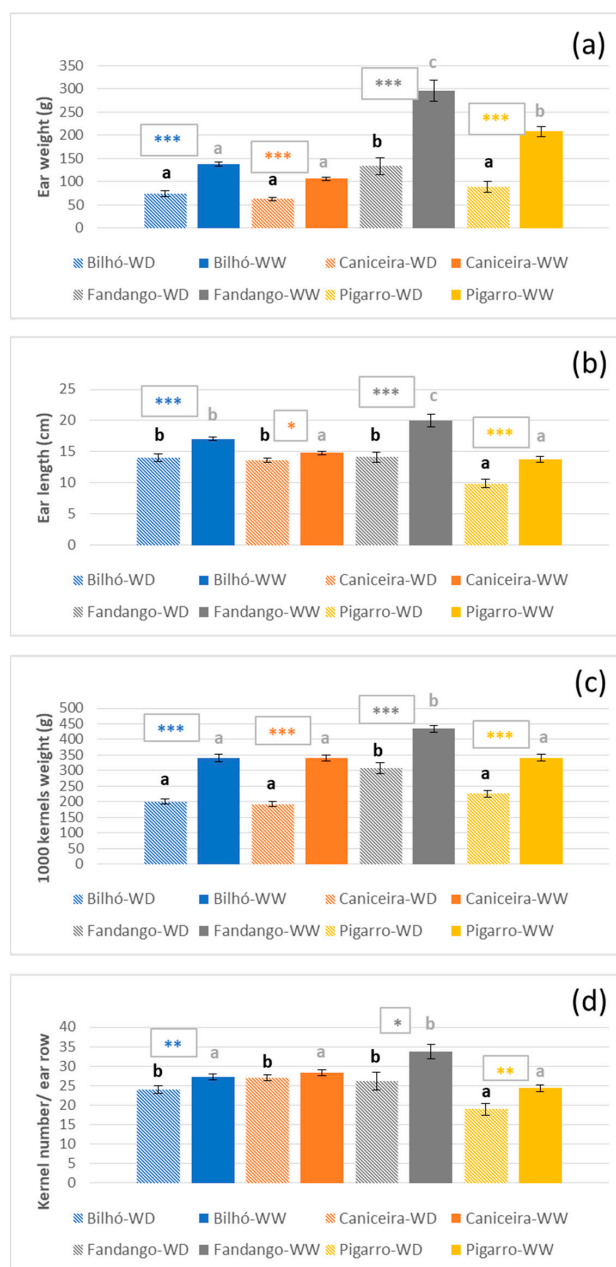 (a)
Ear weight (g)
350
300
250
200
150
100
50
0
*** a a
*** a a
*** b c
*** a b
Bilhó-WD Bilhó-WW Caniceira-WD Caniceira-WW
Fandango-WD Fandango-WW Pigarro-WD Pigarro-WW
(b)
Ear length (cm)
25
20
15
10
5
0
*** b b
* b a
*** b c
*** a a
Bilhó-WD Bilhó-WW Caniceira-WD Caniceira-WW
Fandango-WD Fandango-WW Pigarro-WD Pigarro-WW
(c)
1000 kernels weight (g)
500
450
400
350
300
250
200
150
100
50
0
*** a a
*** a a
*** b b
*** a a
Bilhó-WD Bilhó-WW Caniceira-WD Caniceira-WW
Fandango-WD Fandango-WW Pigarro-WD Pigarro-WW
(d)
Kernel number/ ear row
40
35
30
25
20
15
10
5
0
** b a
b a
* b b
** a a
Bilhó-WD Bilhó-WW Caniceira-WD Caniceira-WW
Fandango-WD Fandango-WW Pigarro-WD Pigarro-WW